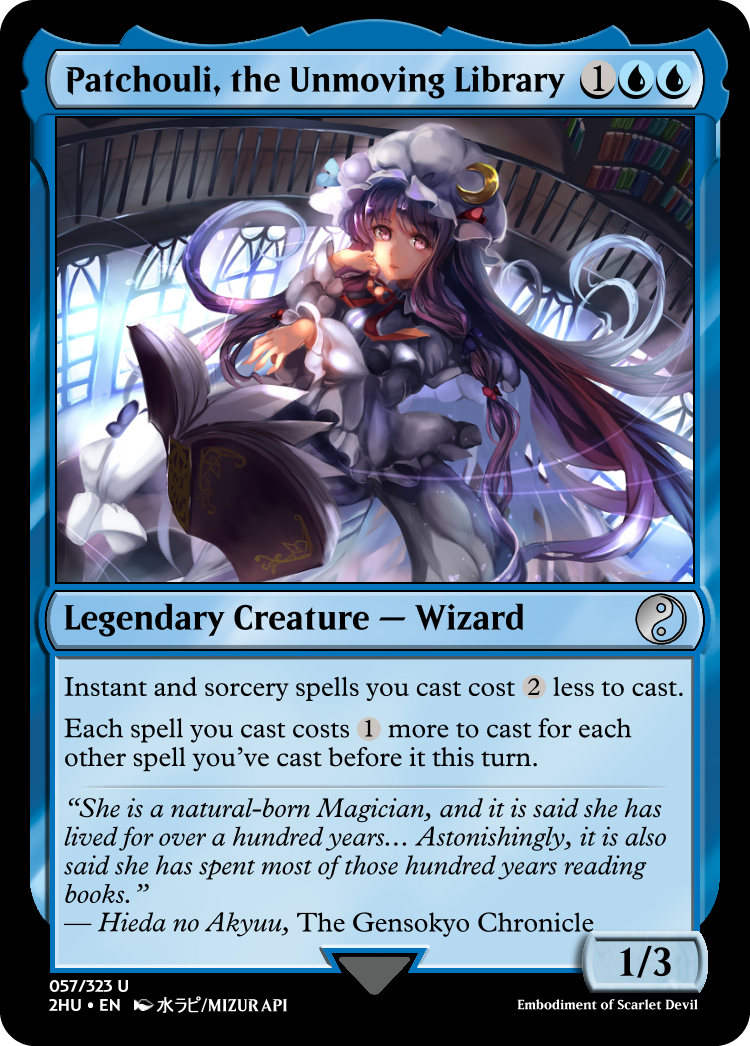 Patchouli, the Unmoving Library 1
Legendary Creature — Wizard
Instant and sorcery spells you cast cost 2 less to cast.
Each spell you cast costs 1 more to cast for each
other spell you’ve cast before it this turn.
“She is a natural-born Magician, and it is said she has
lived for over a hundred years… Astonishingly, it is also
said she has spent most of those hundred years reading
books.”
— Hieda no Akyuu, The Gensokyo Chronicle
1/3
057/323 U
2HU • EN 水ラピ/MIZURAPI
Embodiment of Scarlet Devil